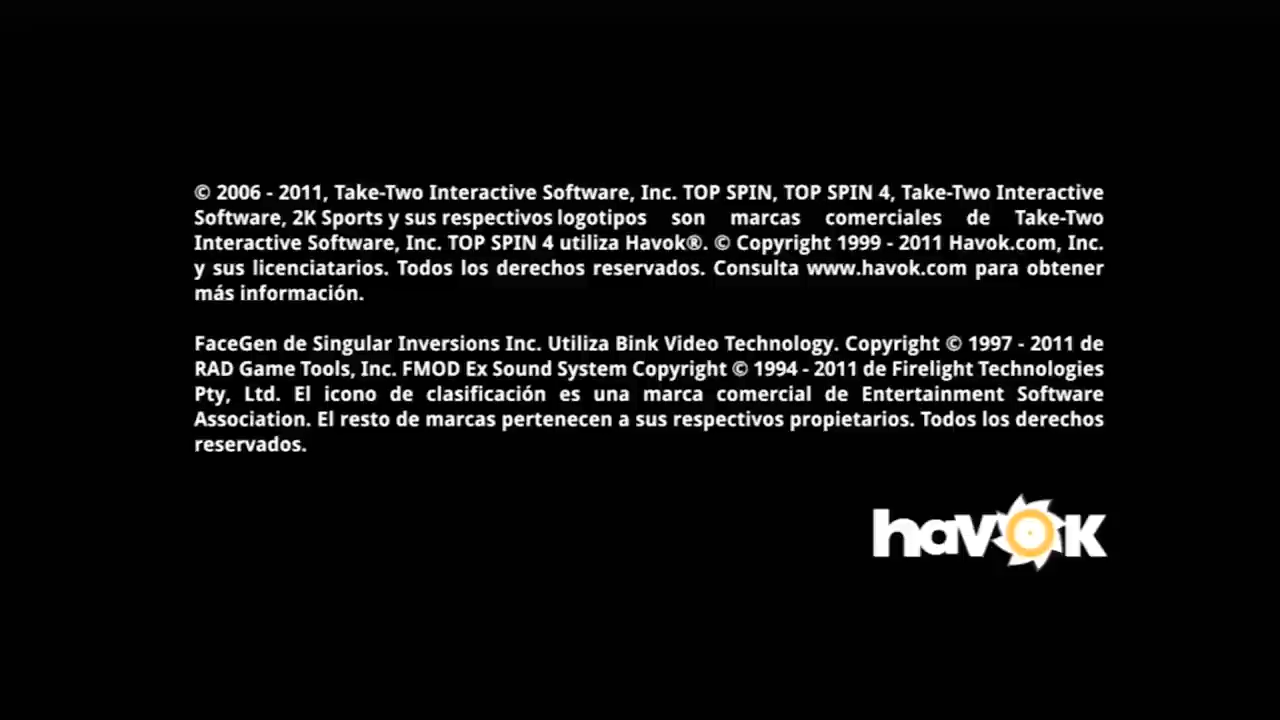 © 2006 - 2011, Take-Two Interactive Software, Inc. TOP SPIN, TOP SPIN 4, Take-Two Interactive
Software, 2K Sports y sus respectivos logotipos son marcas comerciales de Take-Two
Interactive Software, Inc. TOP SPIN 4 utiliza Havok®. © Copyright 1999 - 2011 Havok.com, Inc.
y sus licenciatarios. Todos los derechos reservados. Consulta www.havok.com para obtener
más información.
FaceGen de Singular Inversions Inc. Utiliza Bink Video Technology. Copyright © 1997 - 2011 de
RAD Game Tools, Inc. FMOD Ex Sound System Copyright © 1994 - 2011 de Firelight Technologies
Pty, Ltd. El icono de clasificación es una marca comercial de Entertainment Software
Association. El resto de marcas pertenecen a sus respectivos propietarios. Todos los derechos
reservados.
havok